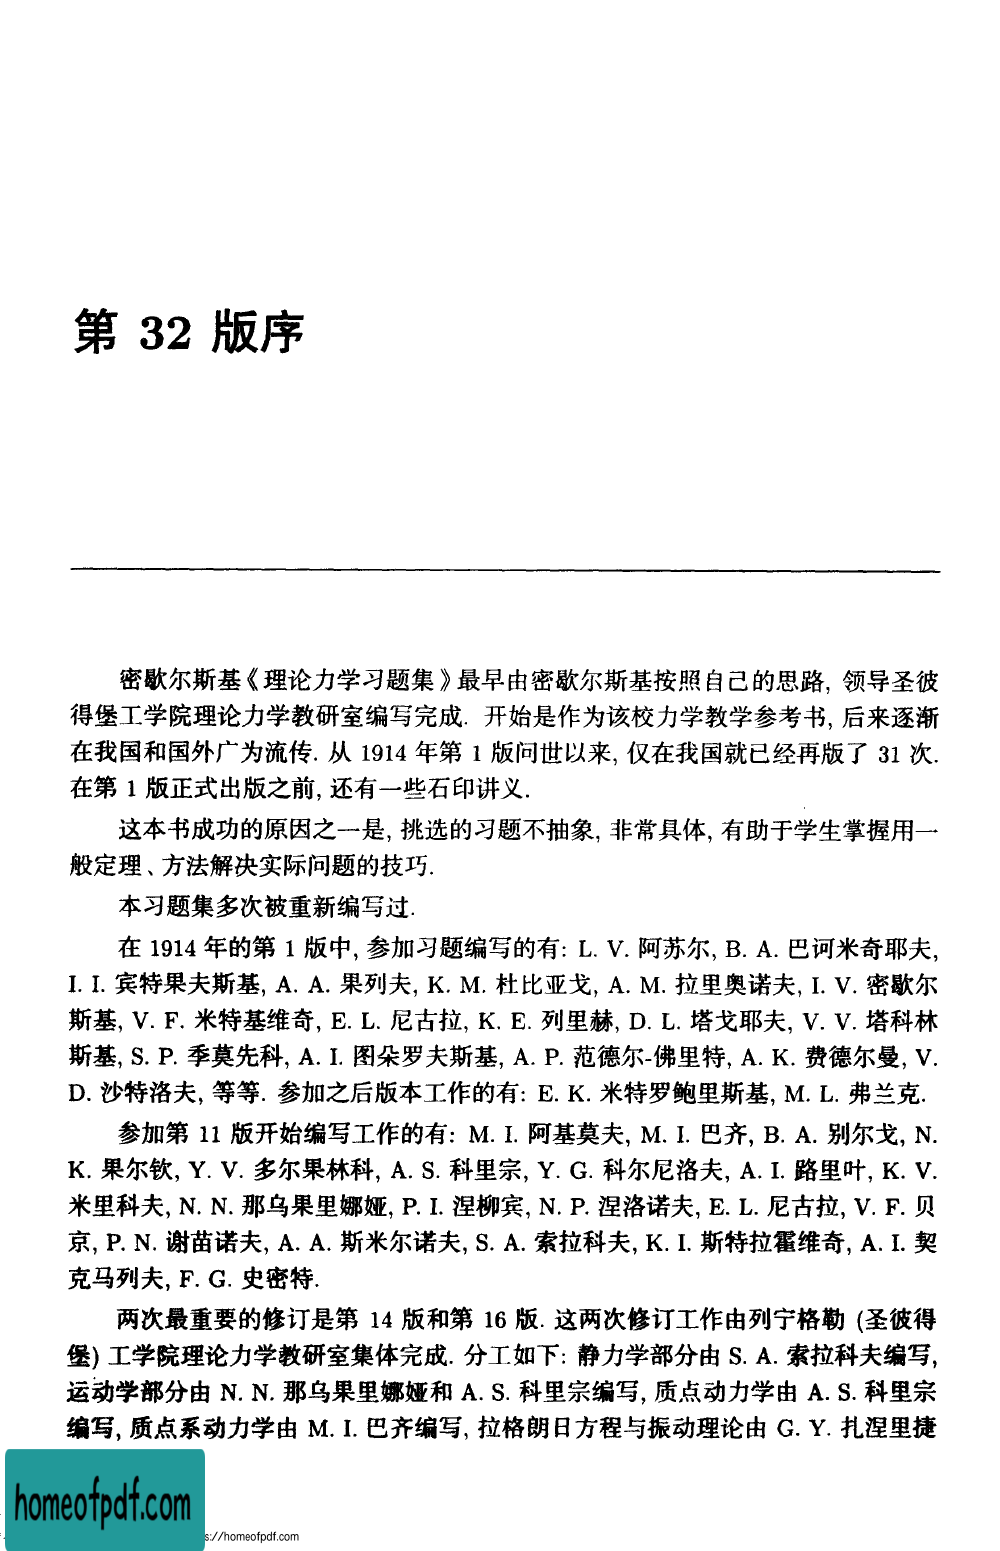 第 32 版序
密歇尔斯基《理论力学习题集》最早由密歇尔斯基按照自己的思路, 领导圣彼
得堡工学院理论力学教研室编写完成. 开始是作为该校力学教学参考书, 后来逐渐
在我国和国外广为流传. 从 1914 年第 1 版问世以来, 仅在我国就已经再版了 31 次.
在第 1 版正式出版之前, 还有一些石印讲义.
这本书成功的原因之一是, 挑选的习题不抽象, 非常具体, 有助于学生掌握用一
般定理、方法解决实际问题的技巧.
本习题集多次被重新编写过.
在 1914 年的第 1 版中, 参加习题编写的有: L. V. 阿苏尔, B. A. 巴诃米奇耶夫,
I. I. 宾特果夫斯基, A. A. 果列夫, K. M. 杜比亚戈, A. M. 拉里奥诺夫, I. V. 密歇尔
斯基, V. F. 米特基维奇, E. L. 尼古拉, K. E. 列里赫, D. L. 塔戈耶夫, V. V. 塔科林
斯基, S. P. 季莫先科, A. I. 图朵罗夫斯基, A. P. 范德尔-佛里特, A. K. 费德尔曼, V.
D. 沙特洛夫, 等等. 参加之后版本工作的有: E. K. 米特罗鲍里斯基, M. L. 弗兰克.
参加第 11 版开始编写工作的有: M. I. 阿基莫夫, M. I. 巴齐, B. A. 别尔戈, N.
K. 果尔钦, Y. V. 多尔果林科, A. S. 科里宗, Y. G. 科尔尼洛夫, A. I. 路里叶, K. V.
米里科夫, N. N. 那乌果里娜娅, P. I. 涅柳宾, N. P. 涅洛诺夫, E. L. 尼古拉, V. F. 贝
京, P. N. 谢苗诺夫, A. A. 斯米尔诺夫, S. A. 索拉科夫, K. I. 斯特拉霍维奇, A. I. 契
克马列夫, F. G. 史密特.
两次最重要的修订是第 14 版和第 16 版. 这两次修订工作由列宁格勒 (圣彼得
堡) 工学院理论力学教研室集体完成. 分工如下: 静力学部分由 S. A. 索拉科夫编写,
运动学部分由 N. N. 那乌果里娜娅和 A. S. 科里宗编写, 质点动力学由 A. S. 科里宗
编写, 质点系动力学由 M. I. 巴齐编写, 拉格朗日方程与振动理论由 G. Y. 扎涅里捷
homeofpdf.com
s://homeofpdf.com